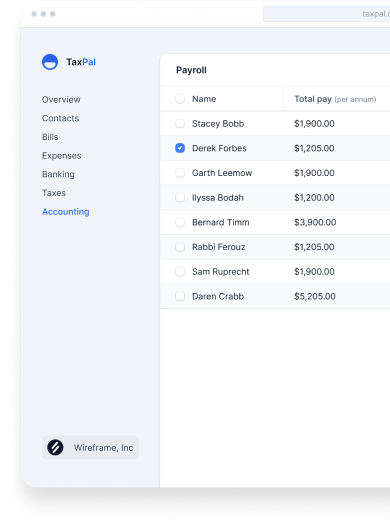 taxpal.
TaxPal
Overview
Contacts
Bills
Expenses
Banking
Taxes
Accounting
Wireframe, Inc
Payroll
Name Total pay (per annum)
Stacey Bobb $1,900.00
Derek Forbes $1,205.00
Garth Leemow $1,900.00
Ilyssa Bodah $1,200.00
Bernard Timm $3,900.00
Rabbi Ferouz $1,205.00
Sam Ruprecht $1,900.00
Daren Crabb $5,205.00